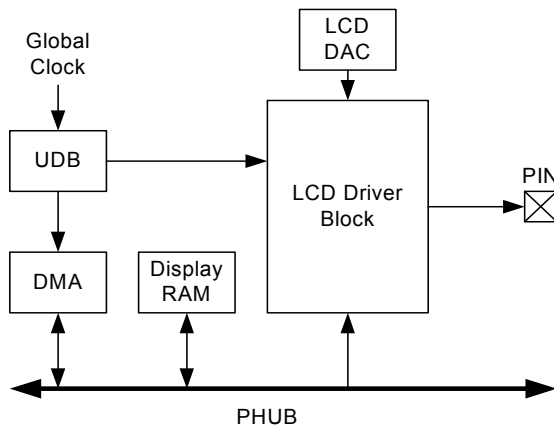 LCD
DAC
Global
Clock
UDB
LCD Driver
Block
PIN
DMA
Display
RAM
PHUB